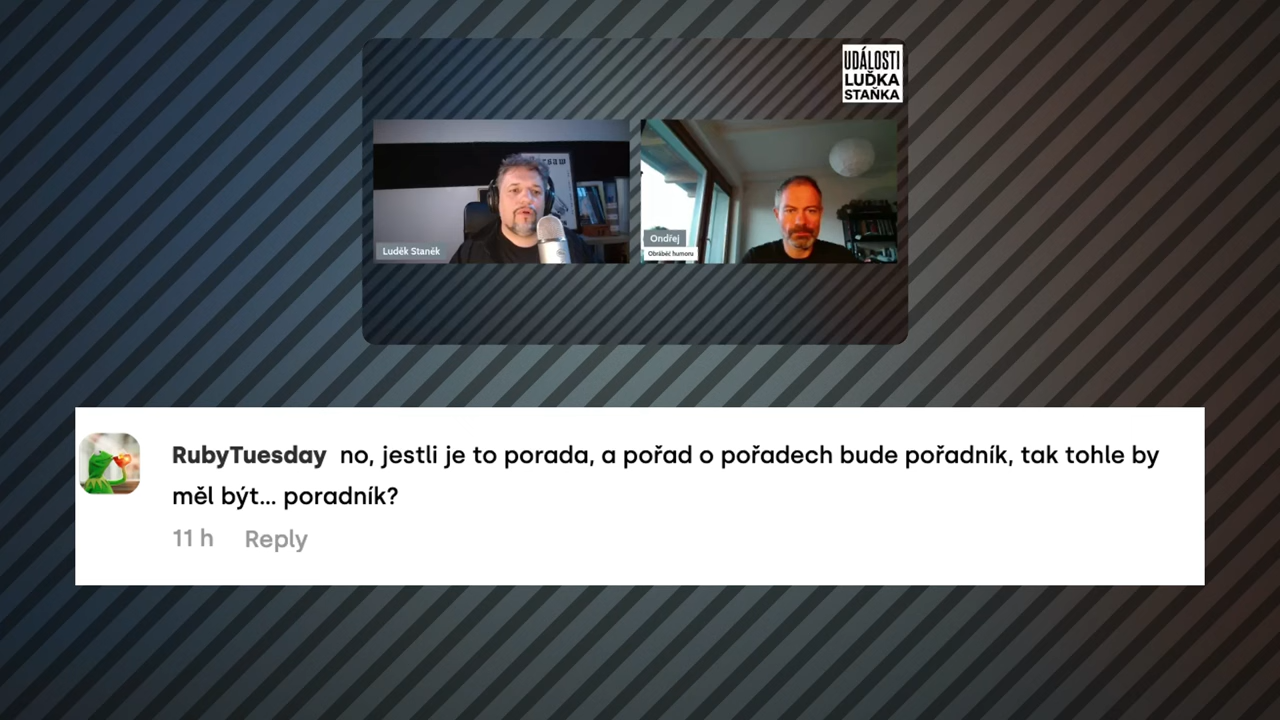 UDÁLOSTI
LUĎKA
STAŇKA
Luděk Staněk
Ondřej
Obráběč humoru
RubyTuesday no, jestli je to porada, a pořad o pořadech bude pořadník, tak tohle by
měl být... poradník?
11 h Reply